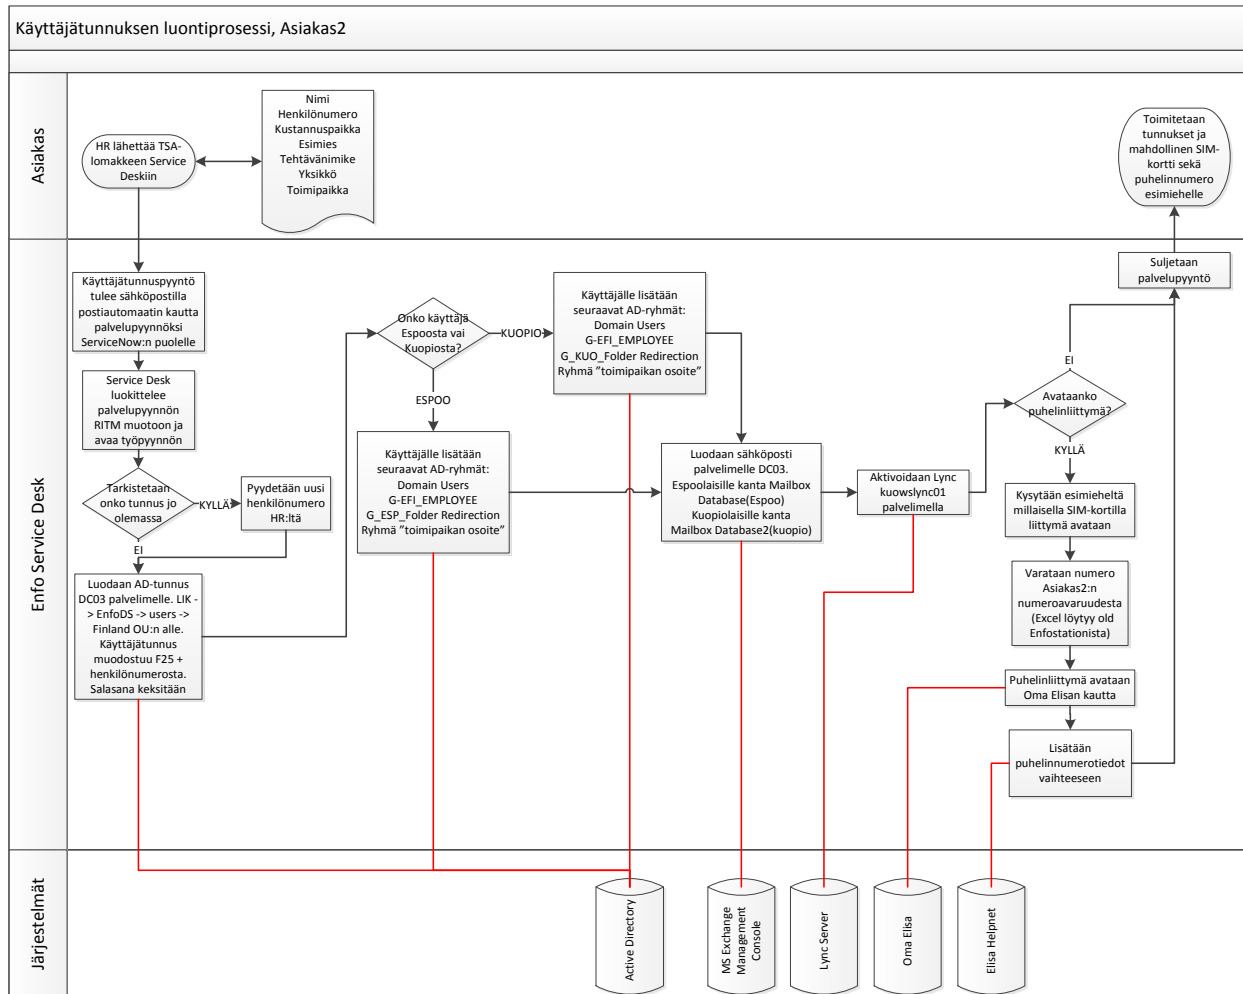 Käyttäjätunnuksen luontiprosessi, Asiakas2
Asiakas
HR lähettää TSA-
lomakkeen Service
Deskiin
Nimi
Henkilönumero
Kustannuspaikka
Esimies
Tehtävänimike
Yksikkö
Toimipaikka
Toimitetaan
tunnukset ja
mahdollinen SIM-
kortti sekä
puhelinnumero
esimiehelle
Enfo Service Desk
Käyttäjätunnuspyyntö
tulee sähköpostilla
postiautomaatin kautta
palvelupyynnöksi
ServiceNow:n puolelle
Service Desk
luokittelee
palvelupyynnön
RITM muotoon ja
avaa työpyynnön
Tarkistetaan
onko tunnus jo
olemassa
KYLLÄ
Pyydetään uusi
henkilönumero
HR:ltä
EI
Luodaan AD-tunnus
DC03 palvelimelle. LIK -
> EnfoDS -> users ->
Finland OU:n alle.
Käyttäjätunnus
muodostuu F25 +
henkilönumerosta.
Salasana keksitään
Onko käyttäjä
Espoosta vai
Kuopiosta?
KUOPIO
ESPOO
Käyttäjälle lisätään
seuraavat AD-ryhmät:
Domain Users
G-EFI_EMPLOYEE
G_KUO_Folder Redirection
Ryhmä ”toimipaikan osoite”
Käyttäjälle lisätään
seuraavat AD-ryhmät:
Domain Users
G-EFI_EMPLOYEE
G_ESP_Folder Redirection
Ryhmä ”toimipaikan osoite”
Luodaan sähköposti
palvelimelle DC03.
Espoolaisille kanta Mailbox
Database(Espoo)
Kuopiolaisille kanta
Mailbox Database2(kuopio)
Aktivoidaan Lync
kuowslync01
palvelimella
Suljetaan
palvelupyyntö
EI
Avataanko
puhelinliittymä?
KYLLÄ
Kysytään esimieheltä
millaisella SIM-kortilla
liittymä avataan
Varataan numero
Asiakas2:n
numeroavaruudesta
(Excel löytyy old
Enfostationista)
Puhelinliittymä avataan
Oma Elisan kautta
Lisätään
puhelinnumerotiedot
vaihteeseen
Järjestelmät
Active Directory
MS Exchange
Management
Console
Lync Server
Oma Elisa
Elisa Helpnet